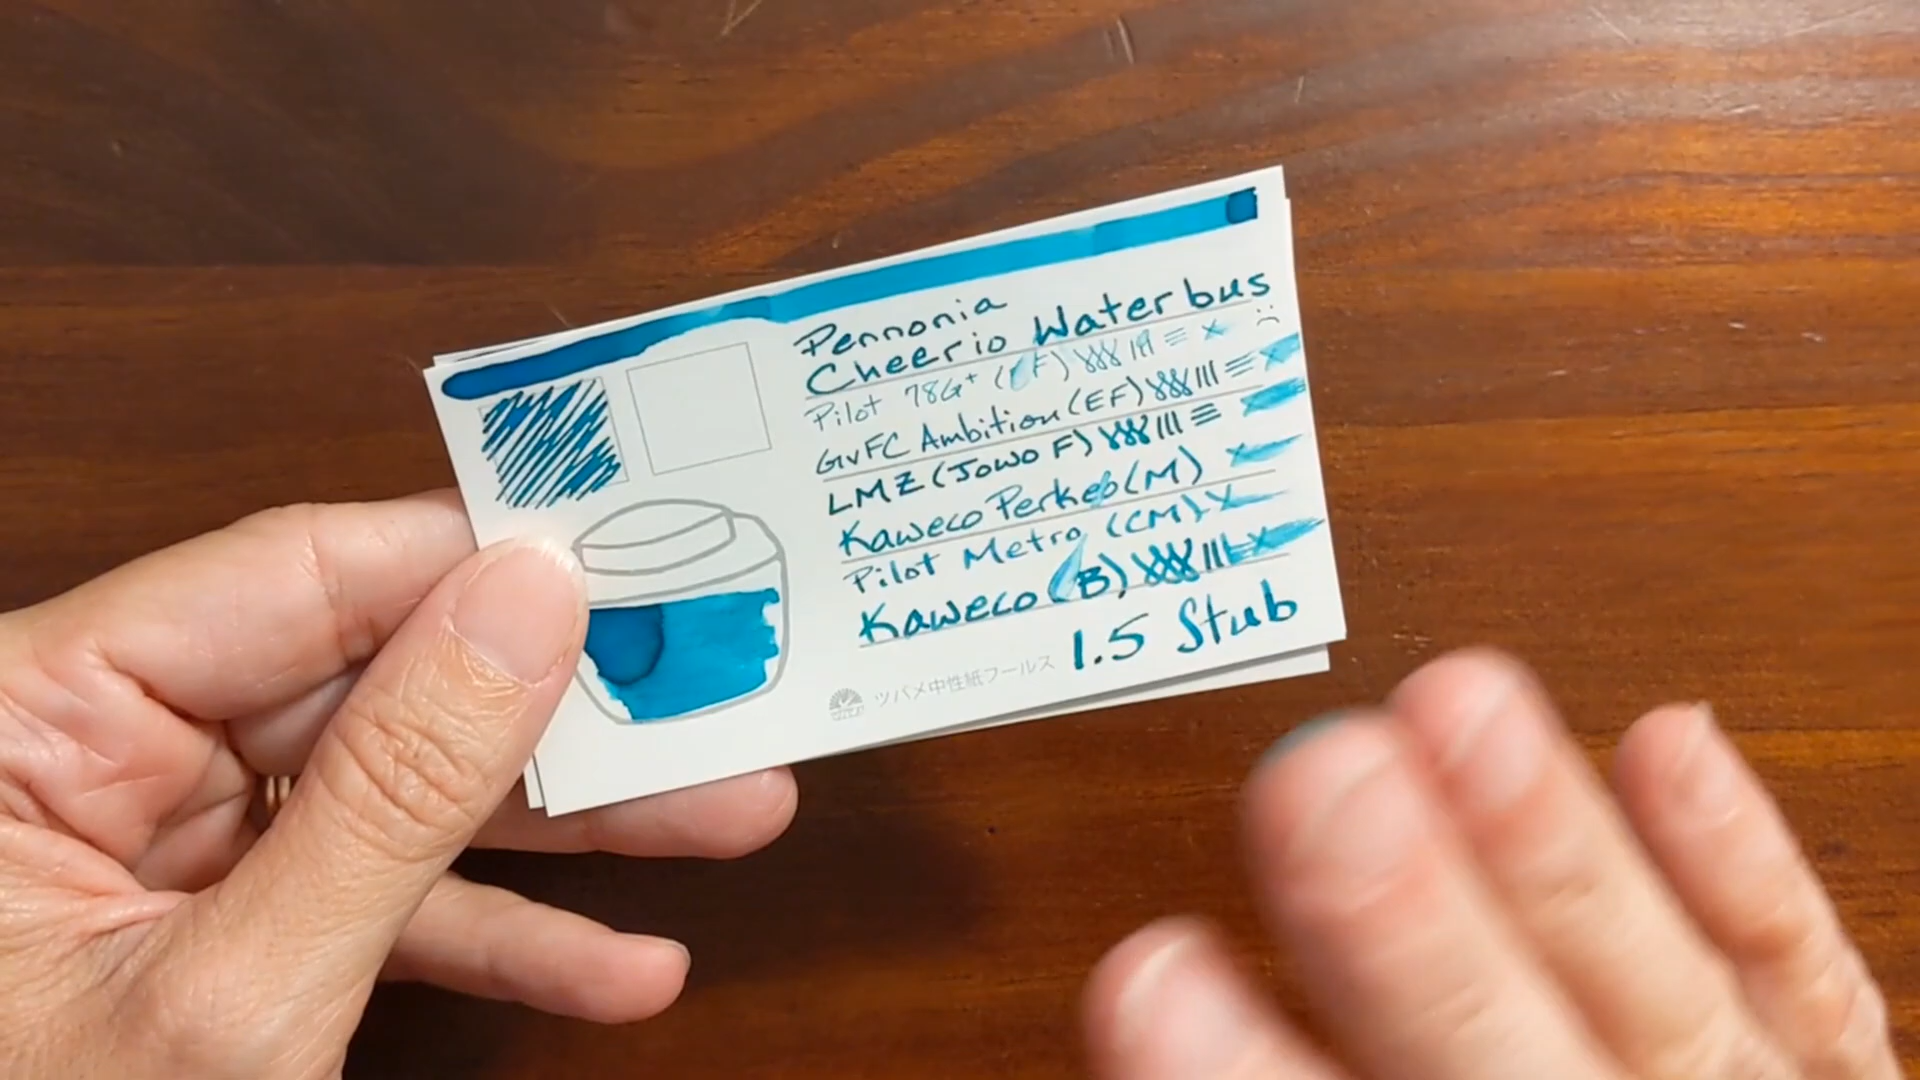 Pennonia
Cheerio Waterbus
Pilot 78G+ (F) :(
GvFC Ambition (EF)
LMZ (Jowo F)
Kaweco Perkeo (M)
Pilot Metro (CM) X
Kaweco (B)
1.5 Stub
ツバメ中性紙フールス